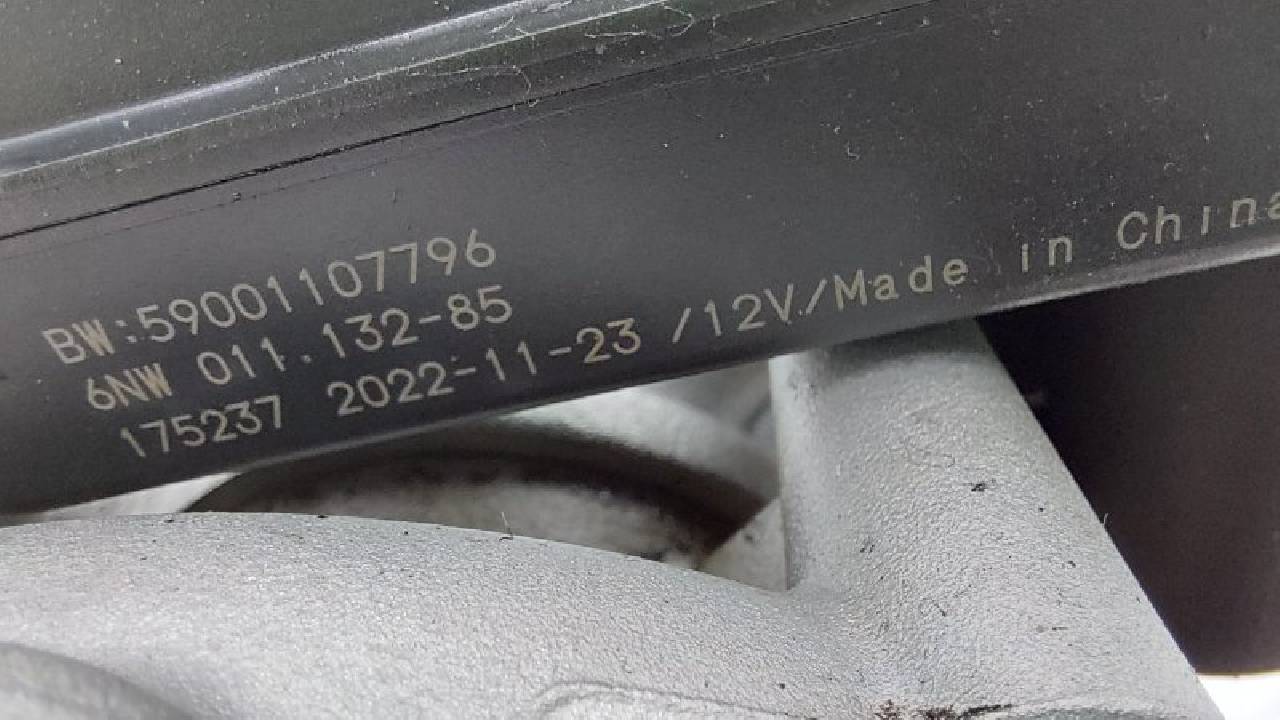 BW:59001107796
6NW 011.132-85
175237 2022-11-23 /12V/Made in China